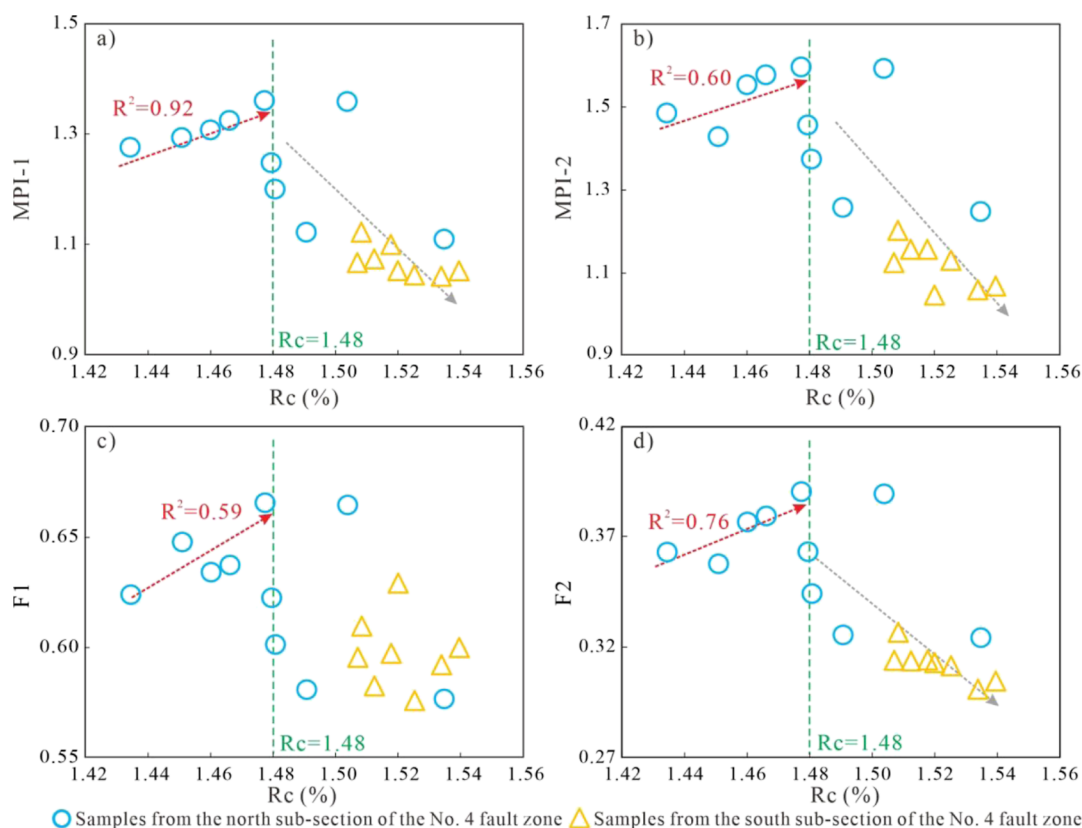 a)
1.5
1.3
1.1
0.9
MPI-1
R²=0.92
Rc=1.48
1.42 1.44 1.46 1.48 1.50 1.52 1.54 1.56
Rc (%)
b)
1.7
1.5
1.3
1.1
0.9
MPI-2
R²=0.60
Rc=1.48
1.42 1.44 1.46 1.48 1.50 1.52 1.54 1.56
Rc (%)
c)
0.70
0.65
0.60
0.55
F1
R²=0.59
Rc=1.48
1.42 1.44 1.46 1.48 1.50 1.52 1.54 1.56
Rc (%)
d)
0.42
0.37
0.32
0.27
F2
R²=0.76
Rc=1.48
1.42 1.44 1.46 1.48 1.50 1.52 1.54 1.56
Rc (%)
Samples from the north sub-section of the No. 4 fault zone Samples from the south sub-section of the No. 4 fault zone